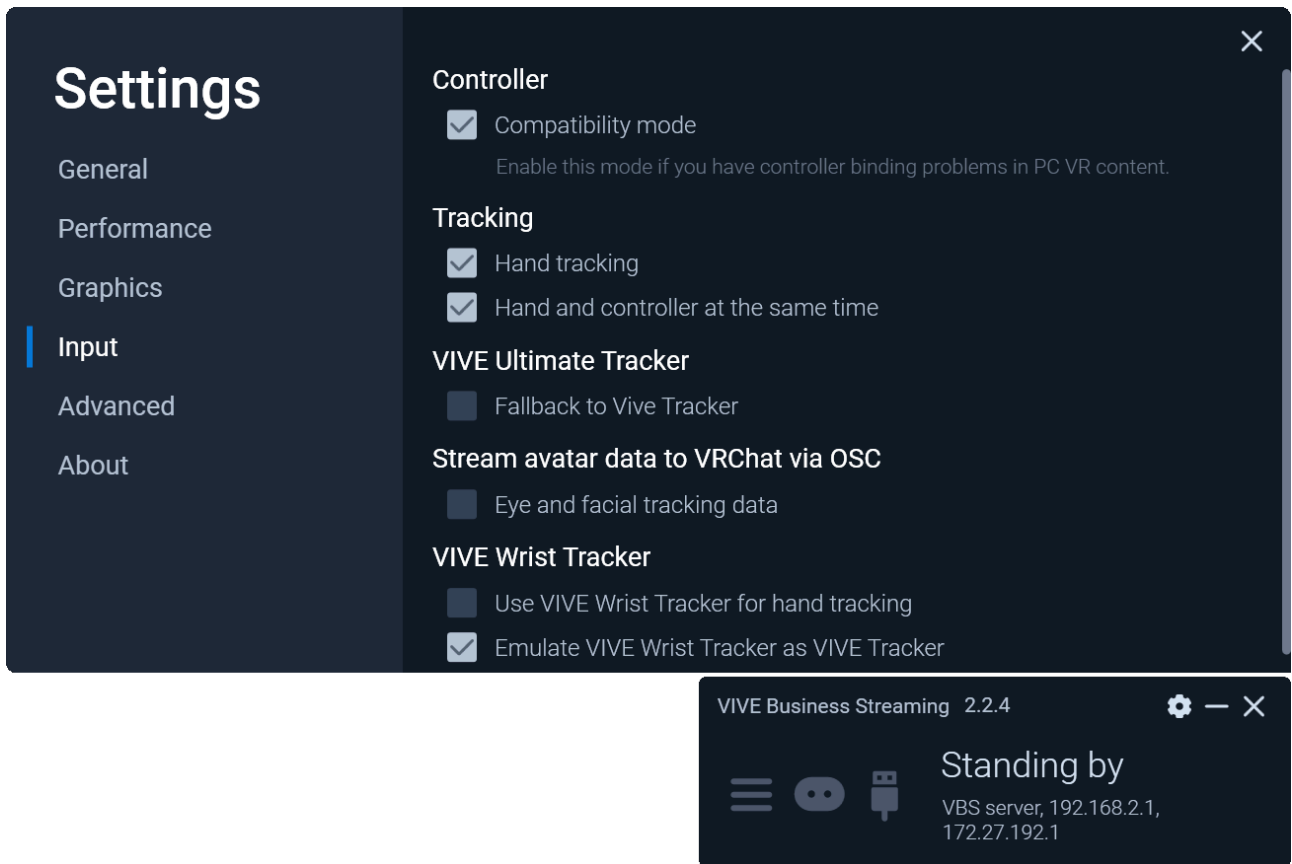 Settings
General
Performance
Graphics
Input
Advanced
About
Controller
Compatibility mode
Enable this mode if you have controller binding problems in PC VR content.
Tracking
Hand tracking
Hand and controller at the same time
VIVE Ultimate Tracker
Fallback to Vive Tracker
Stream avatar data to VRChat via OSC
Eye and facial tracking data
VIVE Wrist Tracker
Use VIVE Wrist Tracker for hand tracking
Emulate VIVE Wrist Tracker as VIVE Tracker
VIVE Business Streaming 2.2.4
Standing by
VBS server, 192.168.2.1,
172.27.192.1